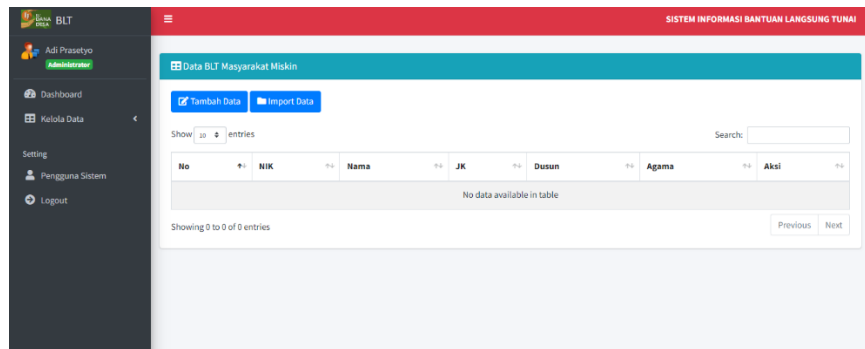 DANA DESA BLT
SISTEM INFORMASI BANTUAN LANGSUNG TUNAI
Adi Prasetyo
Administrator
Dashboard
Kelola Data
Setting
Pengguna Sistem
Logout
Data BLT Masyarakat Miskin
Tambah Data Import Data
Show 10 entries Search:
No NIK Nama JK Dusun Agama Aksi
No data available in table
Showing 0 to 0 of 0 entries Previous Next